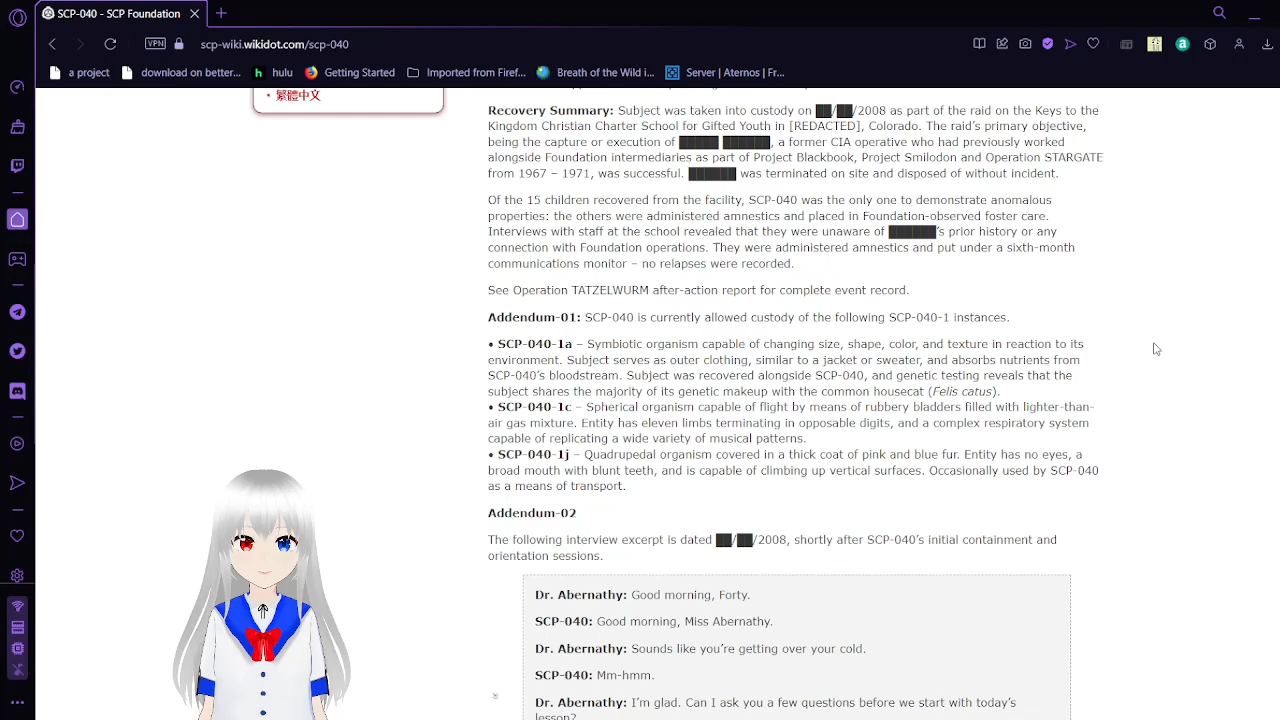 SCP-040 - SCP Foundation
VPN
scp-wiki.wikidot.com/scp-040
a project
download on better...
hulu
Getting Started
Imported from Firef...
Breath of the Wild i...
Server | Aternos | Fr...
• 繁體中文
Recovery Summary: Subject was taken into custody on ██/██/2008 as part of the raid on the Keys to the
Kingdom Christian Charter School for Gifted Youth in [REDACTED], Colorado. The raid's primary objective,
being the capture or execution of █████ ██████, a former CIA operative who had previously worked
alongside Foundation intermediaries as part of Project Blackbook, Project Smilodon and Operation STARGATE
from 1967 – 1971, was successful. ██████ was terminated on site and disposed of without incident.
Of the 15 children recovered from the facility, SCP-040 was the only one to demonstrate anomalous
properties: the others were administered amnestics and placed in Foundation-observed foster care.
Interviews with staff at the school revealed that they were unaware of ██████'s prior history or any
connection with Foundation operations. They were administered amnestics and put under a sixth-month
communications monitor – no relapses were recorded.
See Operation TATZELWURM after-action report for complete event record.
Addendum-01: SCP-040 is currently allowed custody of the following SCP-040-1 instances.
• SCP-040-1a – Symbiotic organism capable of changing size, shape, color, and texture in reaction to its
environment. Subject serves as outer clothing, similar to a jacket or sweater, and absorbs nutrients from
SCP-040's bloodstream. Subject was recovered alongside SCP-040, and genetic testing reveals that the
subject shares the majority of its genetic makeup with the common housecat (Felis catus).
• SCP-040-1c – Spherical organism capable of flight by means of rubbery bladders filled with lighter-than-
air gas mixture. Entity has eleven limbs terminating in opposable digits, and a complex respiratory system
capable of replicating a wide variety of musical patterns.
• SCP-040-1j – Quadrupedal organism covered in a thick coat of pink and blue fur. Entity has no eyes, a
broad mouth with blunt teeth, and is capable of climbing up vertical surfaces. Occasionally used by SCP-040
as a means of transport.
Addendum-02
The following interview excerpt is dated ██/██/2008, shortly after SCP-040's initial containment and
orientation sessions.
Dr. Abernathy: Good morning, Forty.
SCP-040: Good morning, Miss Abernathy.
Dr. Abernathy: Sounds like you're getting over your cold.
SCP-040: Mm-hmm.
Dr. Abernathy: I'm glad. Can I ask you a few questions before we start with today's
lesson?